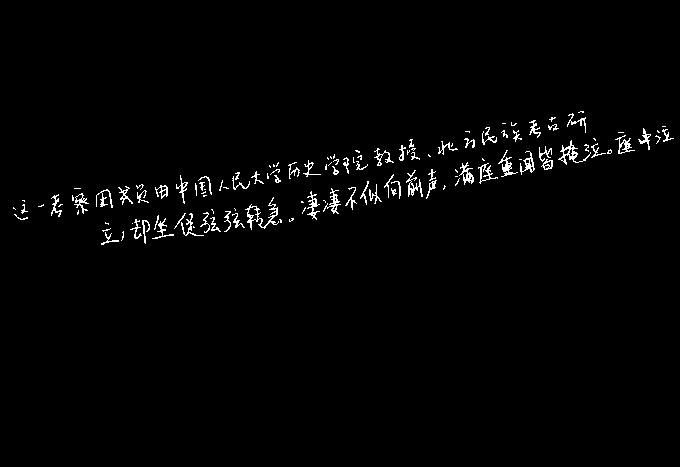 这一考察团成员由中国人民大学历史学院教授、北方民族考古研
立，却坐促弦弦转急。凄凄不似向前声，满座重闻皆掩泣。座中泣